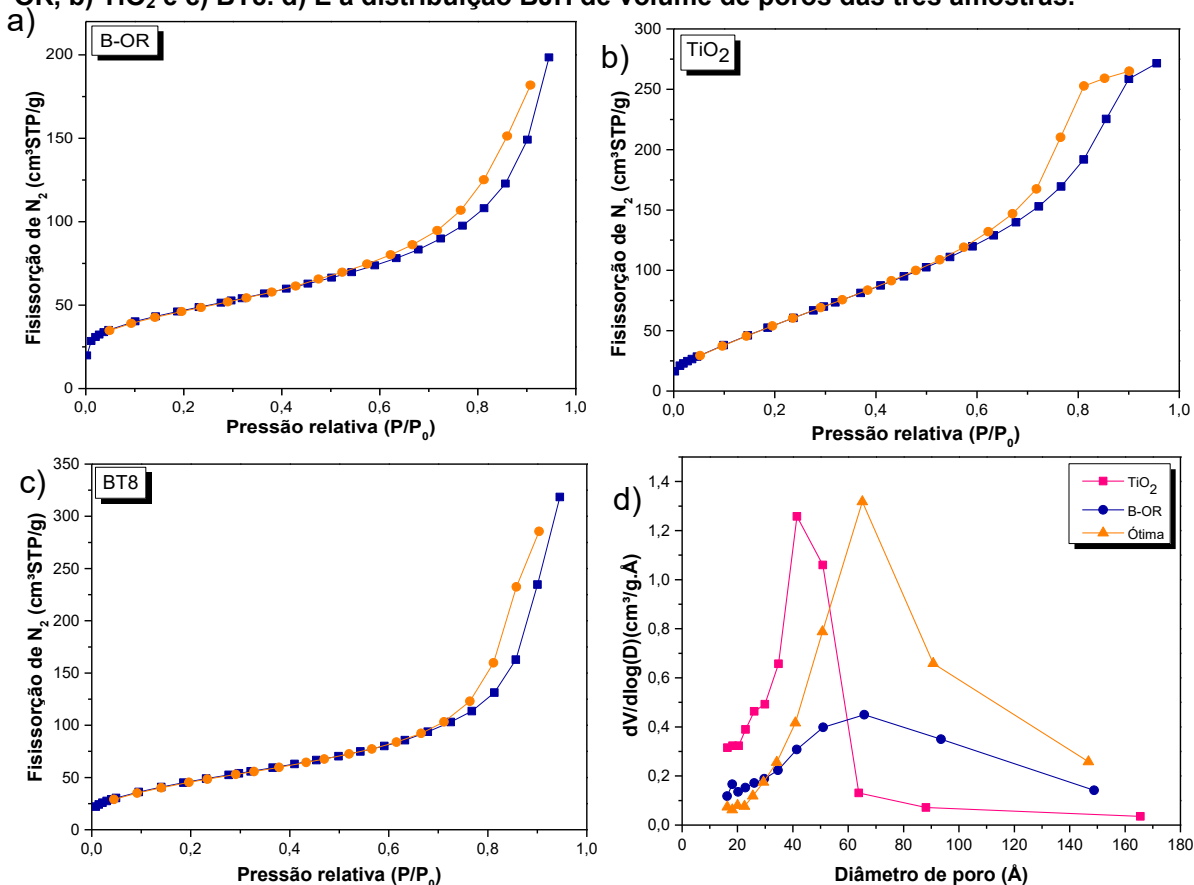 OR, b) TiO₂ e c) BT8. d) E a distribuição BJH de volume de poros das três amostras.
a)
B-OR
Fisissorção de N₂ (cm³STP/g)
200
150
100
50
0
0,0 0,2 0,4 0,6 0,8 1,0
Pressão relativa (P/P₀)
b)
TiO₂
Fisissorção de N₂ (cm³STP/g)
300
250
200
150
100
50
0
0,0 0,2 0,4 0,6 0,8 1,0
Pressão relativa (P/P₀)
c)
BT8
Fisissorção de N₂ (cm³STP/g)
350
300
250
200
150
100
50
0
0,0 0,2 0,4 0,6 0,8 1,0
Pressão relativa (P/P₀)
d)
TiO₂
B-OR
Ótima
dV/dlog(D)(cm³/g.Å)
1,4
1,2
1,0
0,8
0,6
0,4
0,2
0,0
0 20 40 60 80 100 120 140 160 180
Diâmetro de poro (Å)